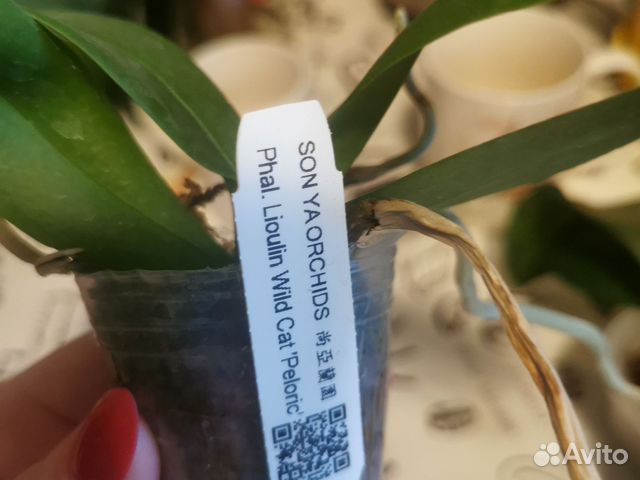 SON YA ORCHIDS 尚亞蘭園
Phal. Lioulin Wild Cat 'Peloric'
Avito